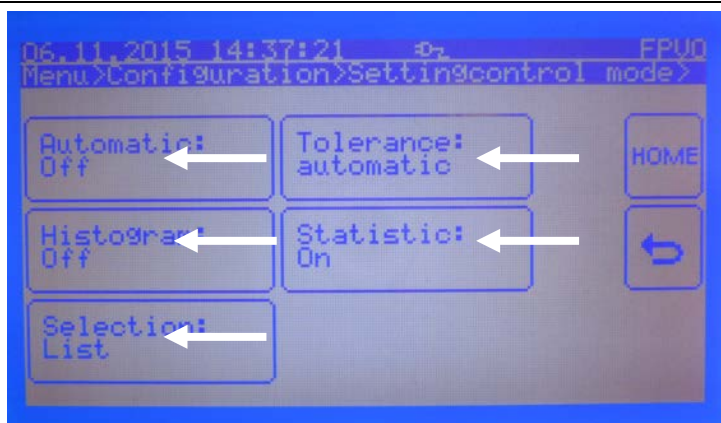 06.11.2015 14:37:21 FPVO
Menu>Configuration>Settingcontrol mode>
Automatic:
Off
Tolerance:
automatic
HOME
Histogram:
Off
Statistic:
On
Selection:
List